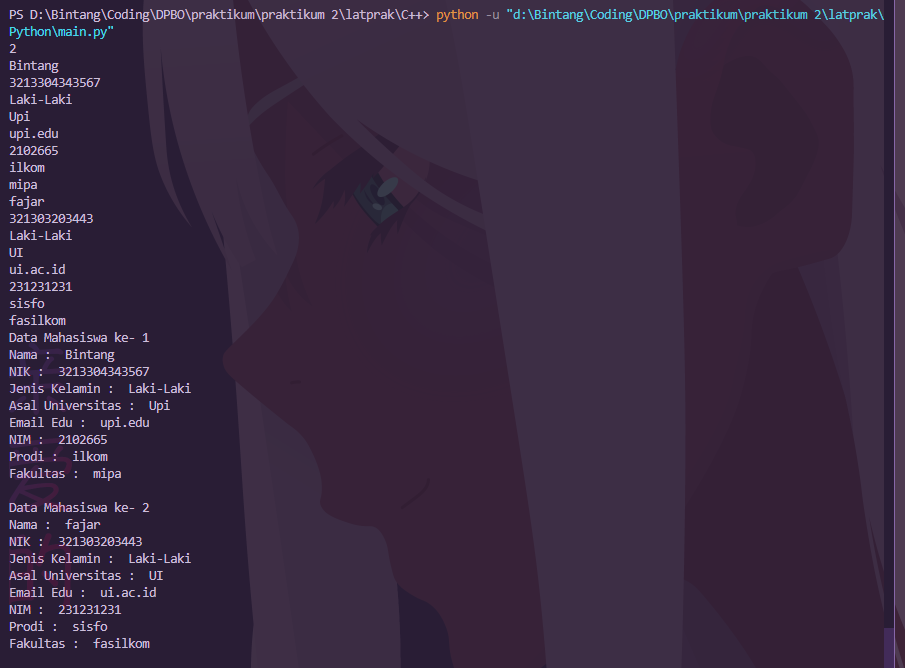 PS D:\Bintang\Coding\DPBO\praktikum\praktikum 2\latprak\C++> python -u "d:\Bintang\Coding\DPBO\praktikum\praktikum 2\latprak\
Python\main.py"
2
Bintang
3213304343567
Laki-Laki
Upi
upi.edu
2102665
ilkom
mipa
fajar
321303203443
Laki-Laki
UI
ui.ac.id
231231231
sisfo
fasilkom
Data Mahasiswa ke- 1
Nama :  Bintang
NIK :  3213304343567
Jenis Kelamin :  Laki-Laki
Asal Universitas :  Upi
Email Edu :  upi.edu
NIM :  2102665
Prodi :  ilkom
Fakultas :  mipa

Data Mahasiswa ke- 2
Nama :  fajar
NIK :  321303203443
Jenis Kelamin :  Laki-Laki
Asal Universitas :  UI
Email Edu :  ui.ac.id
NIM :  231231231
Prodi :  sisfo
Fakultas :  fasilkom